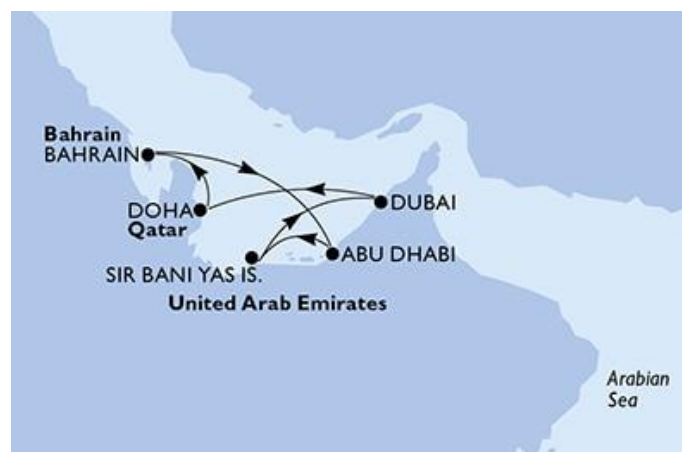 Bahrain
BAHRAIN
DOHA
Qatar
DUBAI
ABU DHABI
SIR BANI YAS IS.
United Arab Emirates
Arabian
Sea